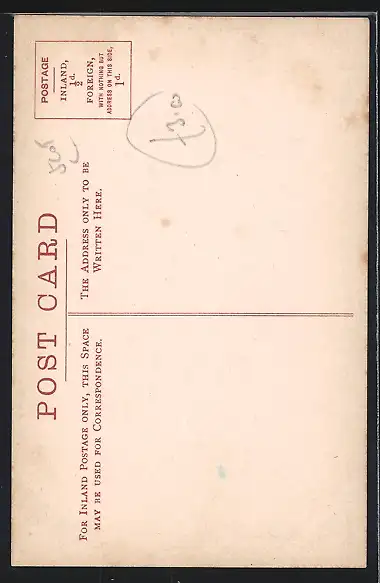 POST CARD
FOR INLAND POSTAGE ONLY, THIS SPACE
MAY BE USED FOR CORRESPONDENCE.
THE ADDRESS ONLY TO BE
WRITTEN HERE.
POSTAGE
INLAND,
½d.
FOREIGN,
WITH NOTHING BUT
ADDRESS ON THIS SIDE,
1d.